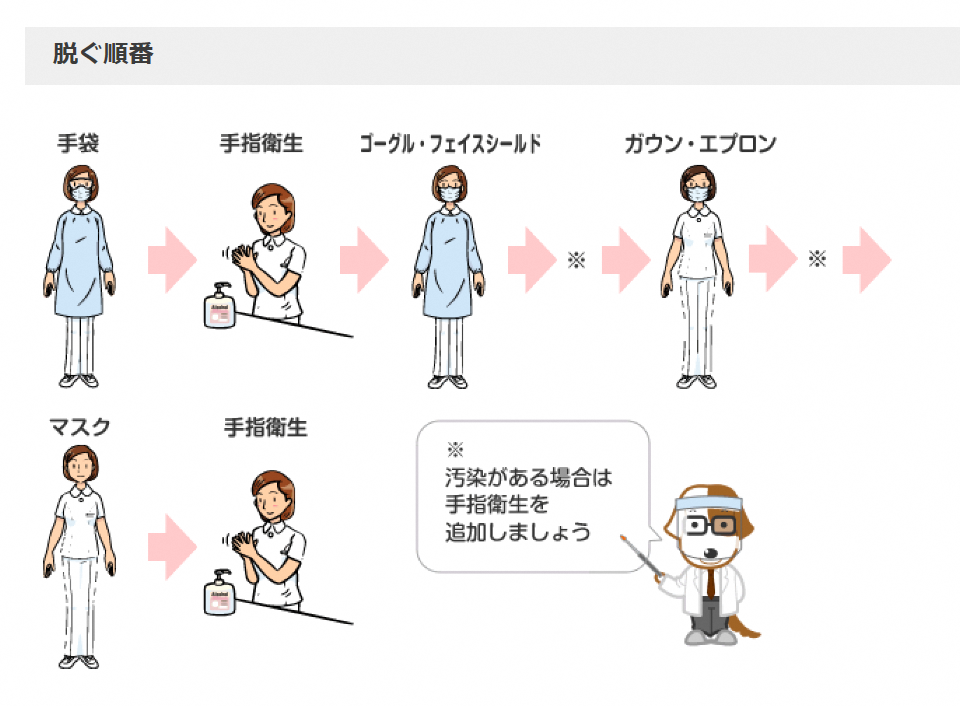 脱ぐ順番
手袋
手指衛生
ゴーグル・フェイスシールド
ガウン・エプロン
※
※
マスク
手指衛生
※
汚染がある場合は
手指衛生を
追加しましょう
Alcohol
Alcohol